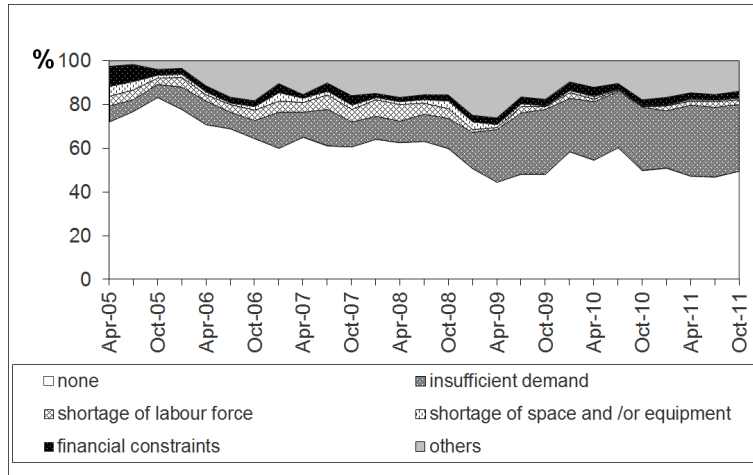 %
100
80
60
40
20
0
Apr-05
Oct-05
Apr-06
Oct-06
Apr-07
Oct-07
Apr-08
Oct-08
Apr-09
Oct-09
Apr-10
Oct-10
Apr-11
Oct-11
none
insufficient demand
shortage of labour force
shortage of space and /or equipment
financial constraints
others